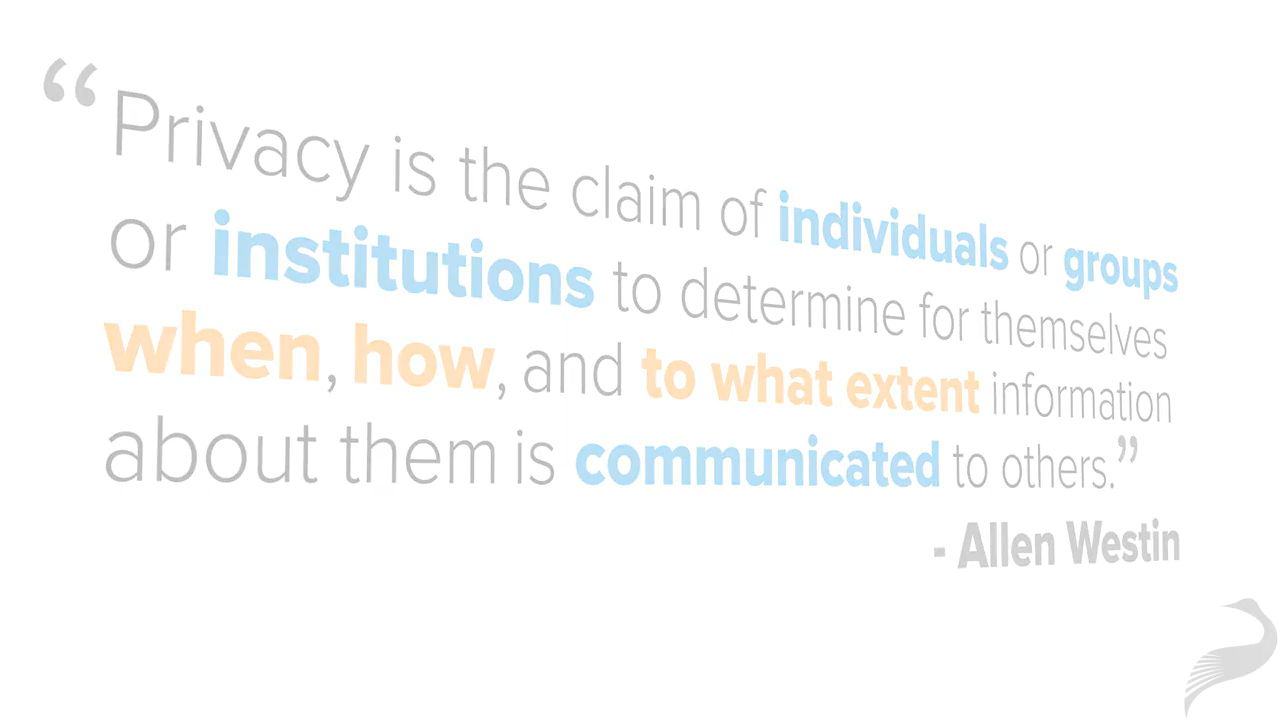 “Privacy is the claim of individuals or groups
or institutions to determine for themselves
when, how, and to what extent information
about them is communicated to others.”
- Allen Westin